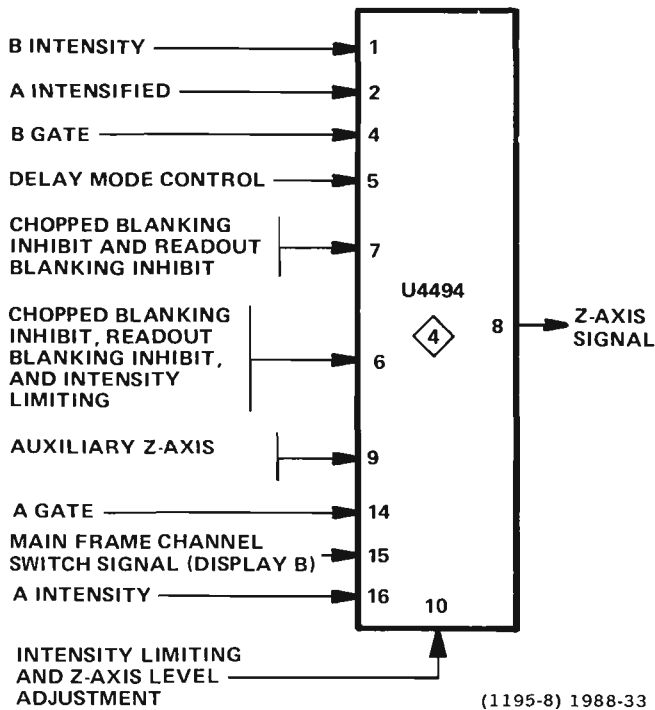 B INTENSITY
1
A INTENSIFIED
2
B GATE
4
DELAY MODE CONTROL
5
CHOPPED BLANKING
INHIBIT AND READOUT
BLANKING INHIBIT
7
CHOPPED BLANKING
INHIBIT, READOUT
BLANKING INHIBIT,
AND INTENSITY
LIMITING
6
AUXILIARY Z-AXIS
9
A GATE
14
MAIN FRAME CHANNEL
SWITCH SIGNAL (DISPLAY B)
15
A INTENSITY
16
10
U4494
4
8
Z-AXIS
SIGNAL
INTENSITY LIMITING
AND Z-AXIS LEVEL
ADJUSTMENT
(1195-8) 1988-33